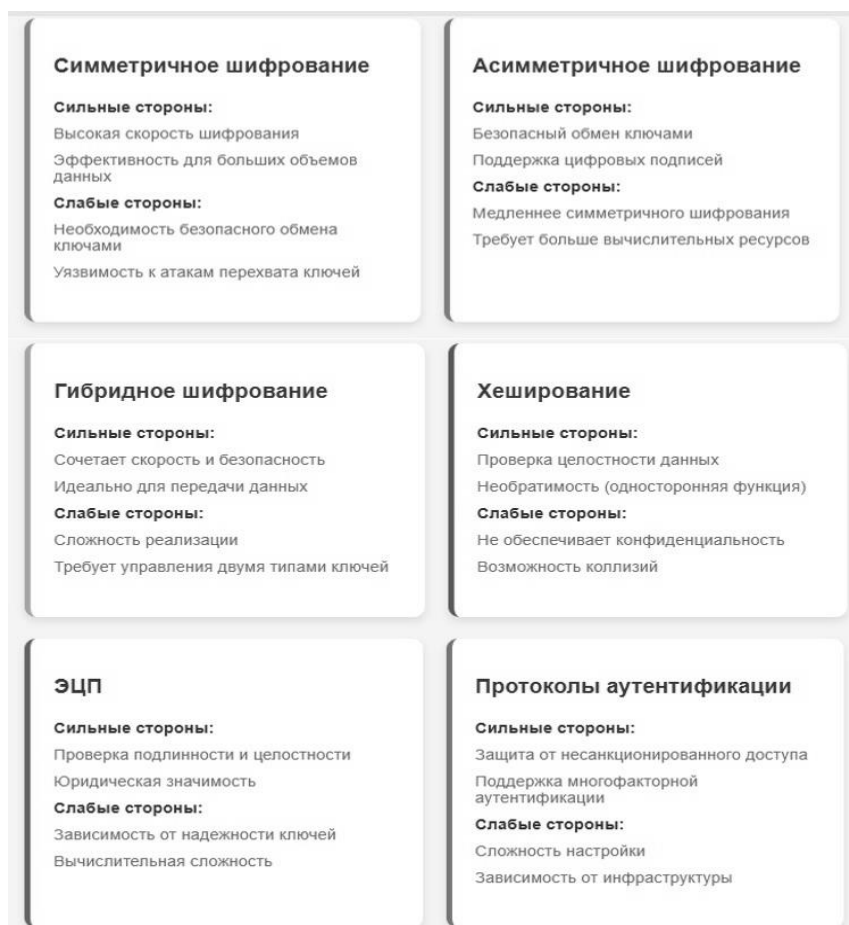 Симметричное шифрование
Сильные стороны:
Высокая скорость шифрования
Эффективность для больших объемов
данных
Слабые стороны:
Необходимость безопасного обмена
ключами
Уязвимость к атакам перехвата ключей
Асимметричное шифрование
Сильные стороны:
Безопасный обмен ключами
Поддержка цифровых подписей
Слабые стороны:
Медленнее симметричного шифрования
Требует больше вычислительных ресурсов
Гибридное шифрование
Сильные стороны:
Сочетает скорость и безопасность
Идеально для передачи данных
Слабые стороны:
Сложность реализации
Требует управления двумя типами ключей
Хеширование
Сильные стороны:
Проверка целостности данных
Необратимость (односторонняя функция)
Слабые стороны:
Не обеспечивает конфиденциальность
Возможность коллизий
ЭЦП
Сильные стороны:
Проверка подлинности и целостности
Юридическая значимость
Слабые стороны:
Зависимость от надежности ключей
Вычислительная сложность
Протоколы аутентификации
Сильные стороны:
Защита от несанкционированного доступа
Поддержка многофакторной
аутентификации
Слабые стороны:
Сложность настройки
Зависимость от инфраструктуры